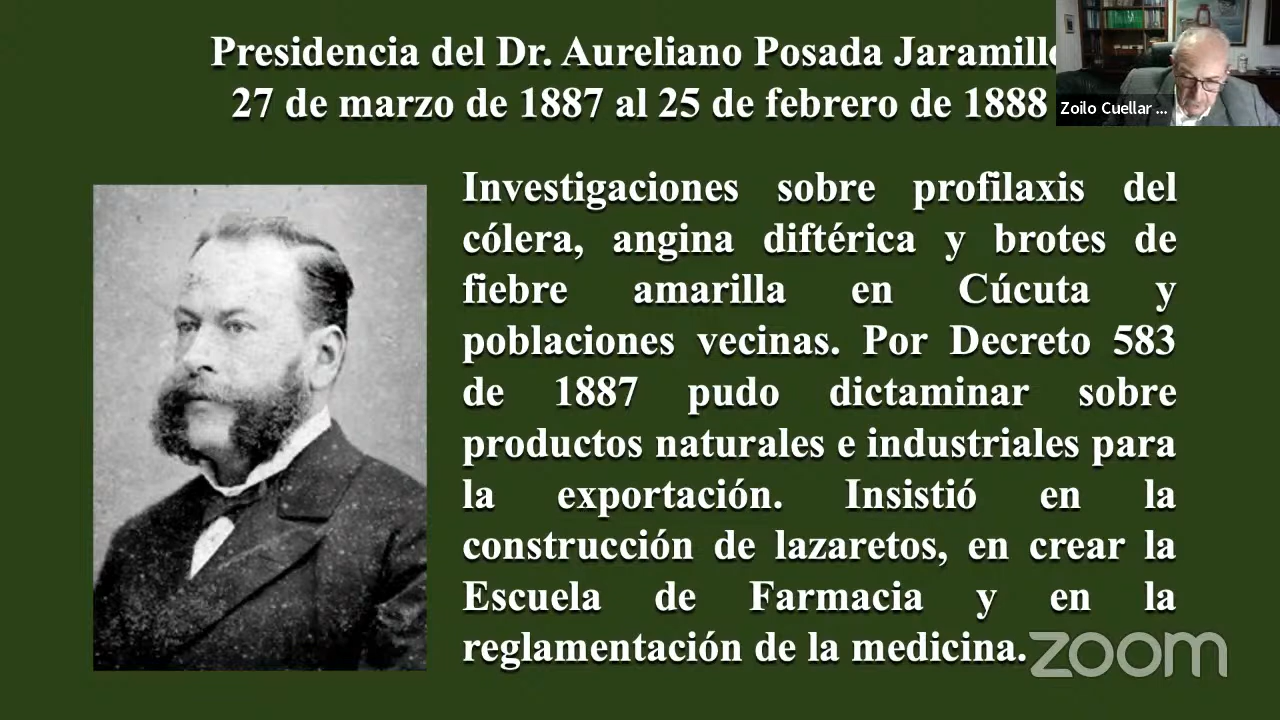 Presidencia del Dr. Aureliano Posada Jaramillo
27 de marzo de 1887 al 25 de febrero de 1888
Zoilo Cuellar ...
Investigaciones sobre profilaxis del
cólera, angina diftérica y brotes de
fiebre amarilla en Cúcuta y
poblaciones vecinas. Por Decreto 583
de 1887 pudo dictaminar sobre
productos naturales e industriales para
la exportación. Insistió en la
construcción de lazaretos, en crear la
Escuela de Farmacia y en la
reglamentación de la medicina.
zoom